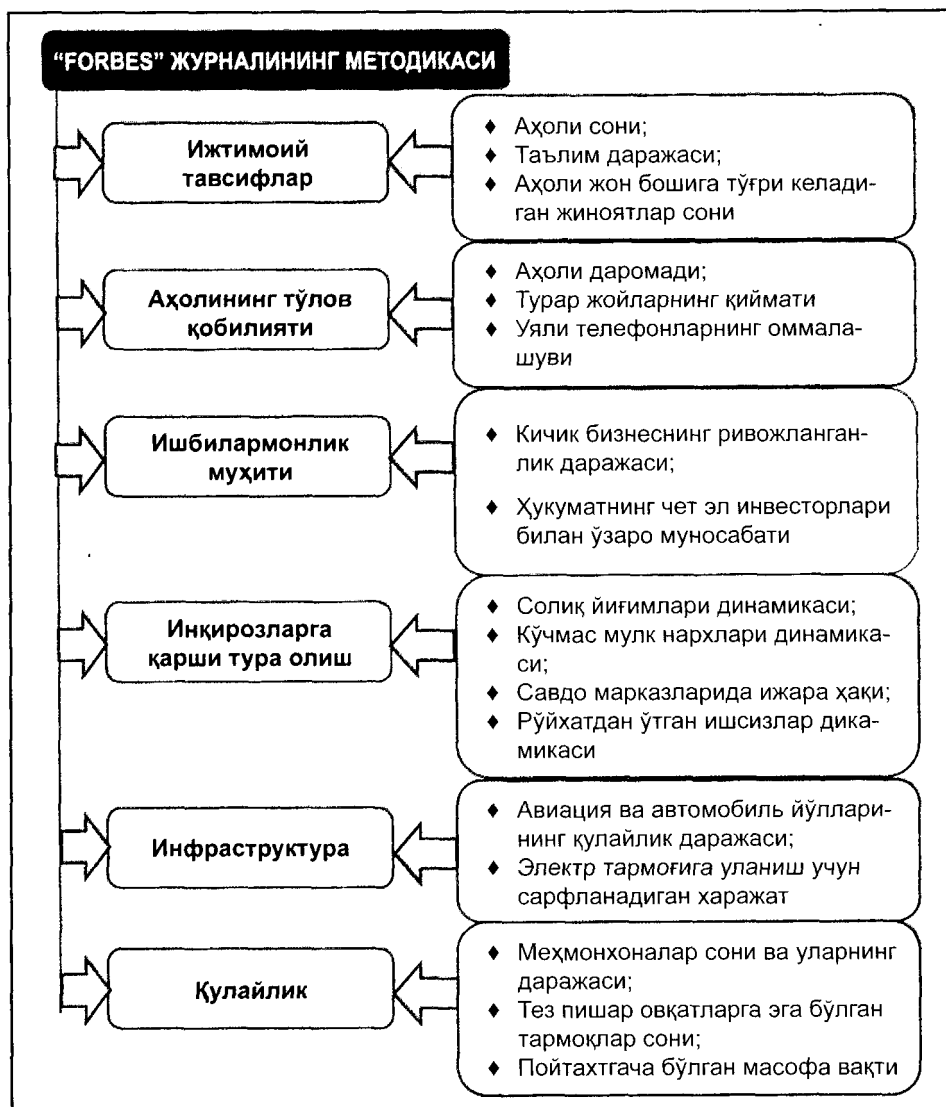 “FORBES” ЖУРНАЛИНИНГ МЕТОДИКАСИ
Ижтимоий
тавсифлар
♦ Аҳоли сони;
♦ Таълим даражаси;
♦ Аҳоли жон бошига тўғри келади-
ган жиноятлар сони
Аҳолининг тўлов
қобилияти
♦ Аҳоли даромади;
♦ Турар жойларнинг қиймати
♦ Уяли телефонларнинг оммала-
шуви
Ишбилармонлик
муҳити
♦ Кичик бизнеснинг ривожланган-
лик даражаси;
♦ Ҳукуматнинг чет эл инвесторлари
билан ўзаро муносабати
Инқирозларга
қарши тура олиш
♦ Солиқ йиғимлари динамикаси;
♦ Кўчмас мулк нархлари динамика-
си;
♦ Савдо марказларида ижара ҳақи;
♦ Рўйхатдан ўтган ишсизлар дика-
микаси
Инфраструктура
♦ Авиация ва автомобиль йўллари-
нинг қулайлик даражаси;
♦ Электр тармоғига уланиш учун
сарфланадиган харажат
Қулайлик
♦ Меҳмонхоналар сони ва уларнинг
даражаси;
♦ Тез пишар овқатларга эга бўлган
тармоқлар сони;
♦ Пойтахтгача бўлган масофа вақти